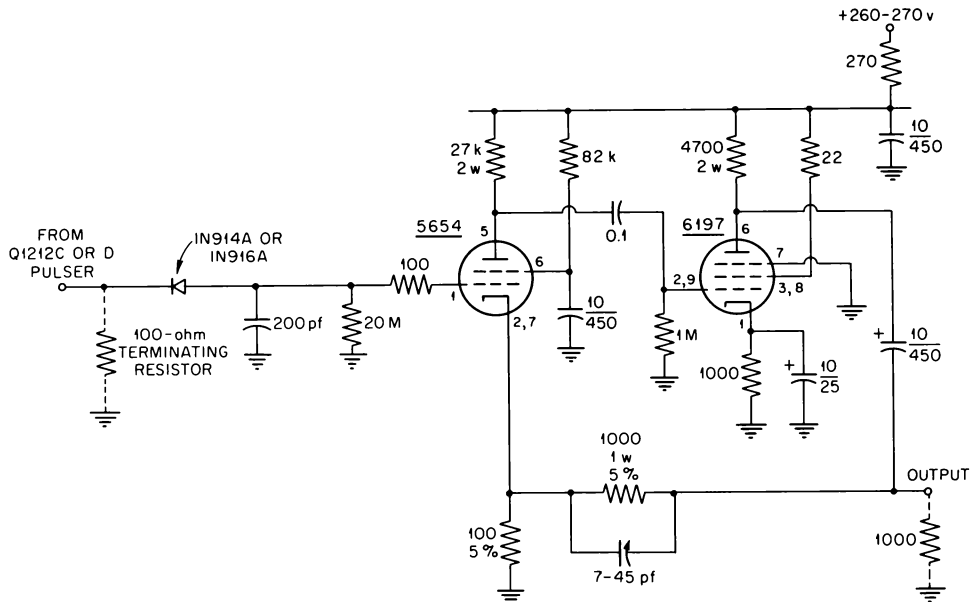 +260-270 v
270
10
450
27 k
2 w
82 k
4700
2 w
22
5654
5
6
1
2,7
0.1
6197
6
7
3,8
2,9
1
FROM
Q1212C OR D
PULSER
IN914A OR
IN916A
100
200 pf
20 M
100-ohm
TERMINATING
RESISTOR
10
450
1M
1000
+
10
25
+
10
450
1000
1 w
5 %
OUTPUT
100
5 %
7-45 pf
1000